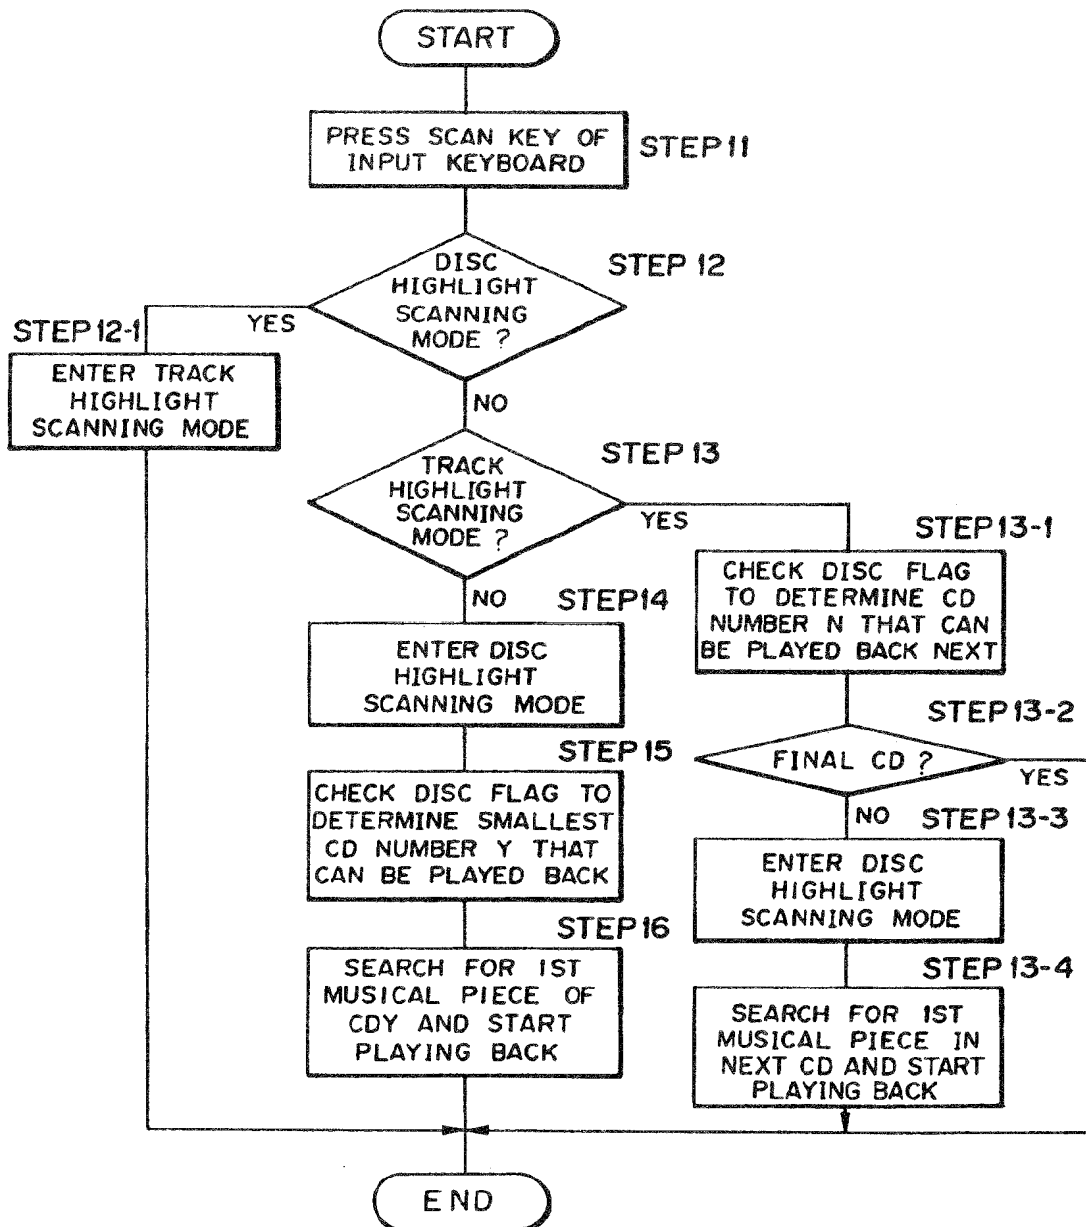 START
PRESS SCAN KEY OF
INPUT KEYBOARD
STEP 11
DISC
HIGHLIGHT
SCANNING
MODE ?
STEP 12
YES
STEP 12-1
ENTER TRACK
HIGHLIGHT
SCANNING MODE
NO
TRACK
HIGHLIGHT
SCANNING
MODE ?
STEP 13
YES
STEP 13-1
CHECK DISC FLAG
TO DETERMINE CD
NUMBER N THAT CAN
BE PLAYED BACK NEXT
NO
STEP 14
ENTER DISC
HIGHLIGHT
SCANNING MODE
STEP 13-2
FINAL CD ?
YES
STEP 15
CHECK DISC FLAG TO
DETERMINE SMALLEST
CD NUMBER Y THAT
CAN BE PLAYED BACK
NO
STEP 13-3
ENTER DISC
HIGHLIGHT
SCANNING MODE
STEP 16
SEARCH FOR 1ST
MUSICAL PIECE OF
CDY AND START
PLAYING BACK
STEP 13-4
SEARCH FOR 1ST
MUSICAL PIECE IN
NEXT CD AND START
PLAYING BACK
END